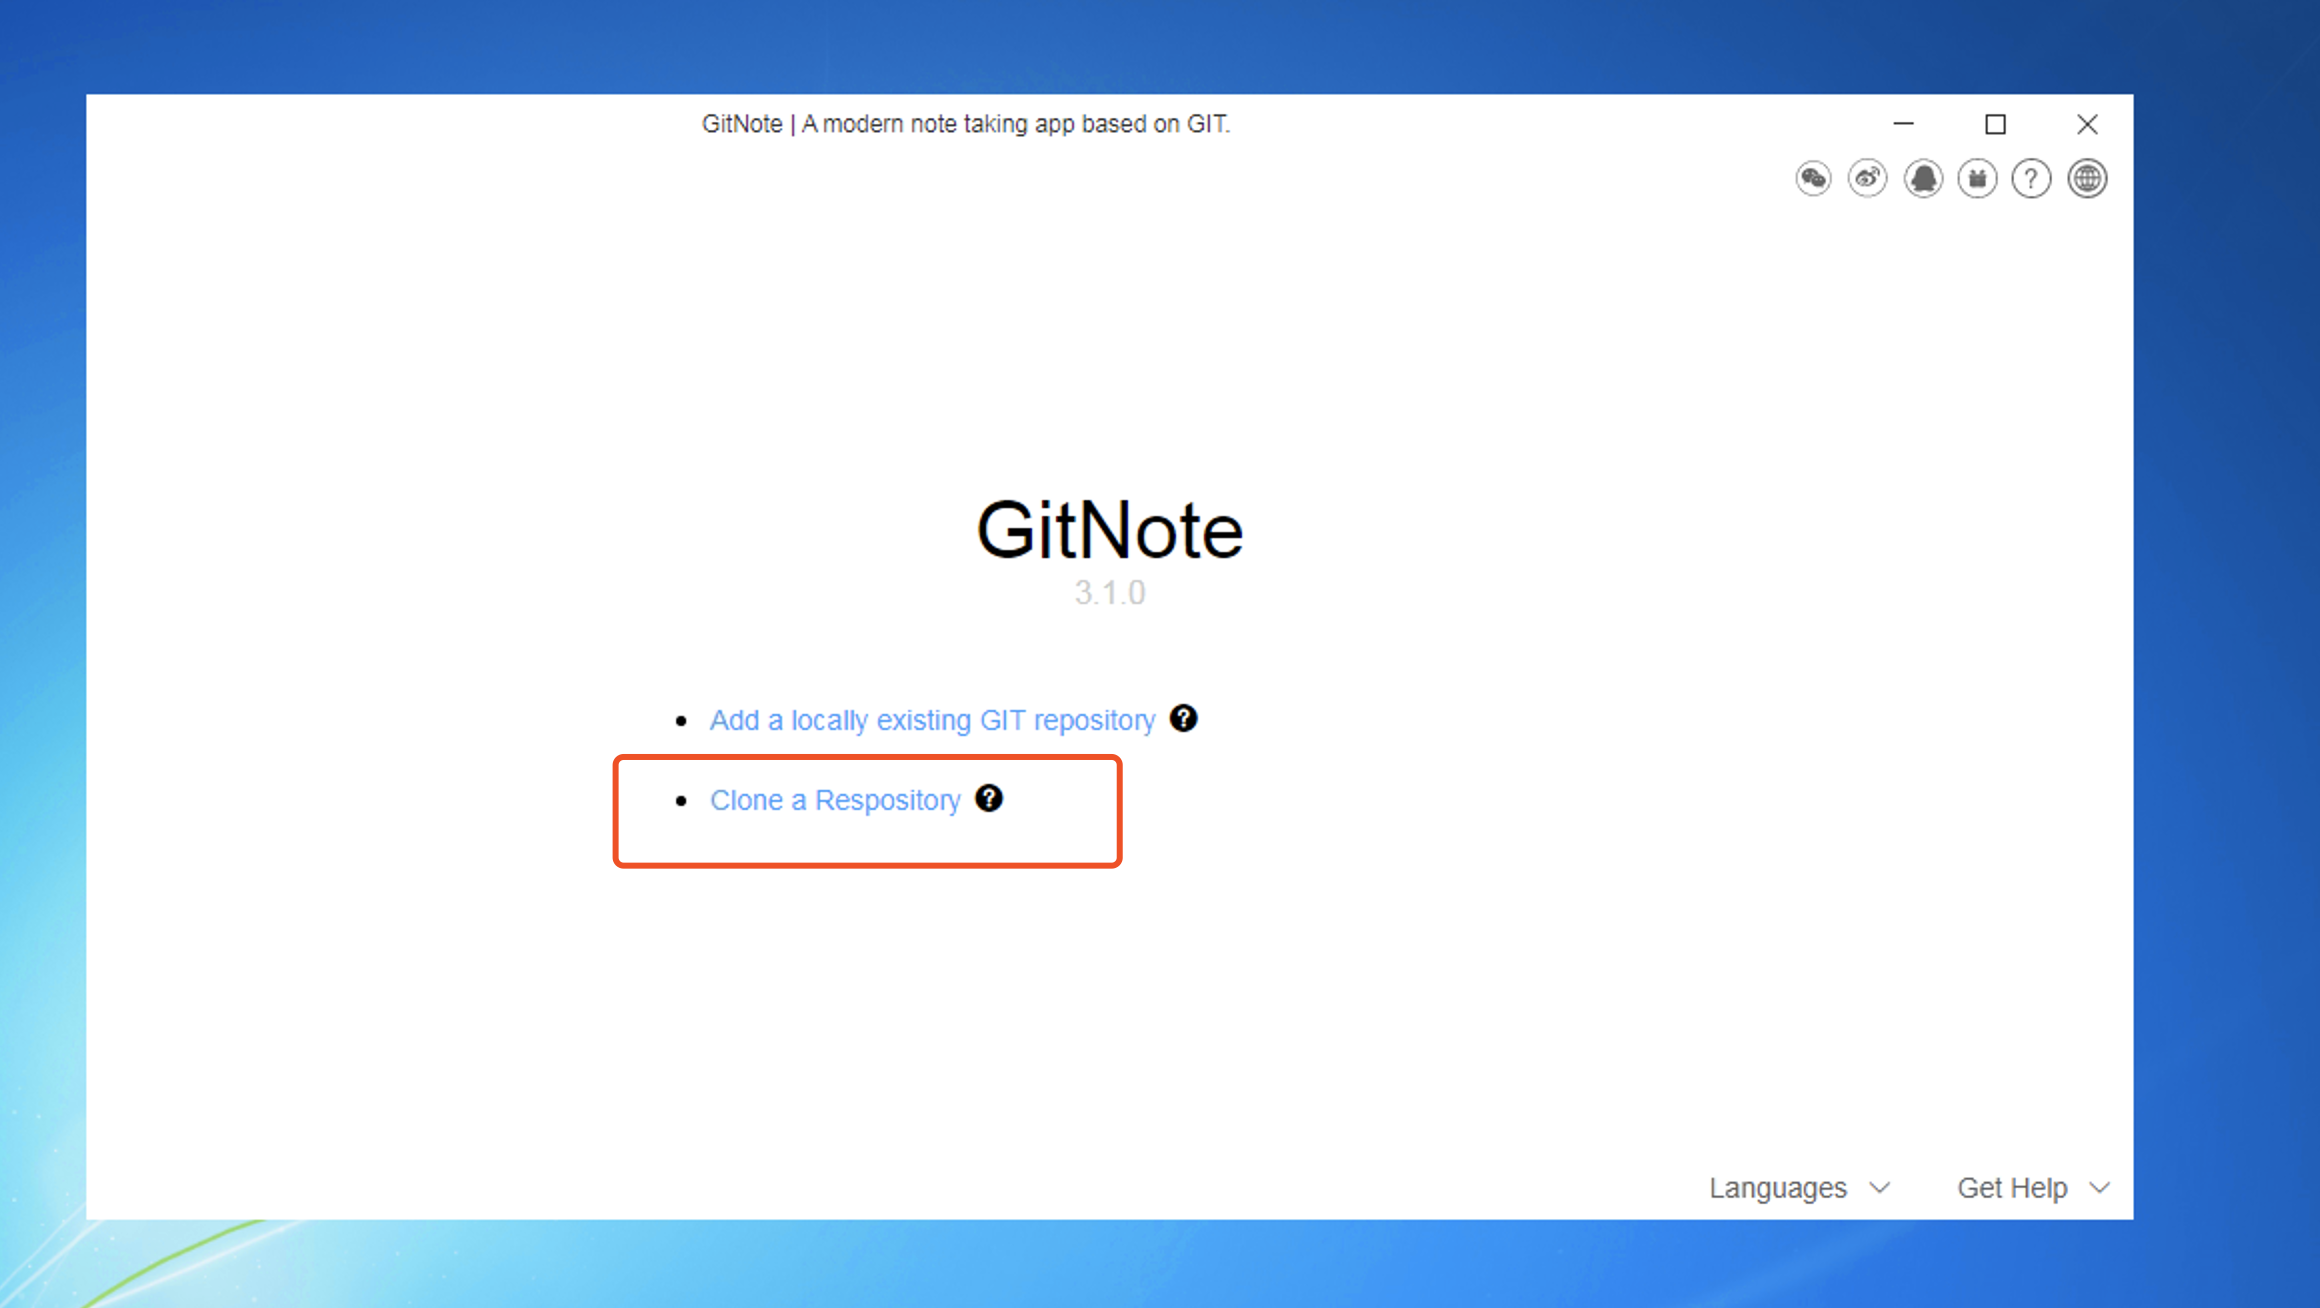 GitNote | A modern note taking app based on GIT.
GitNote
3.1.0
Add a locally existing GIT repository
Clone a Respository
Languages
Get Help